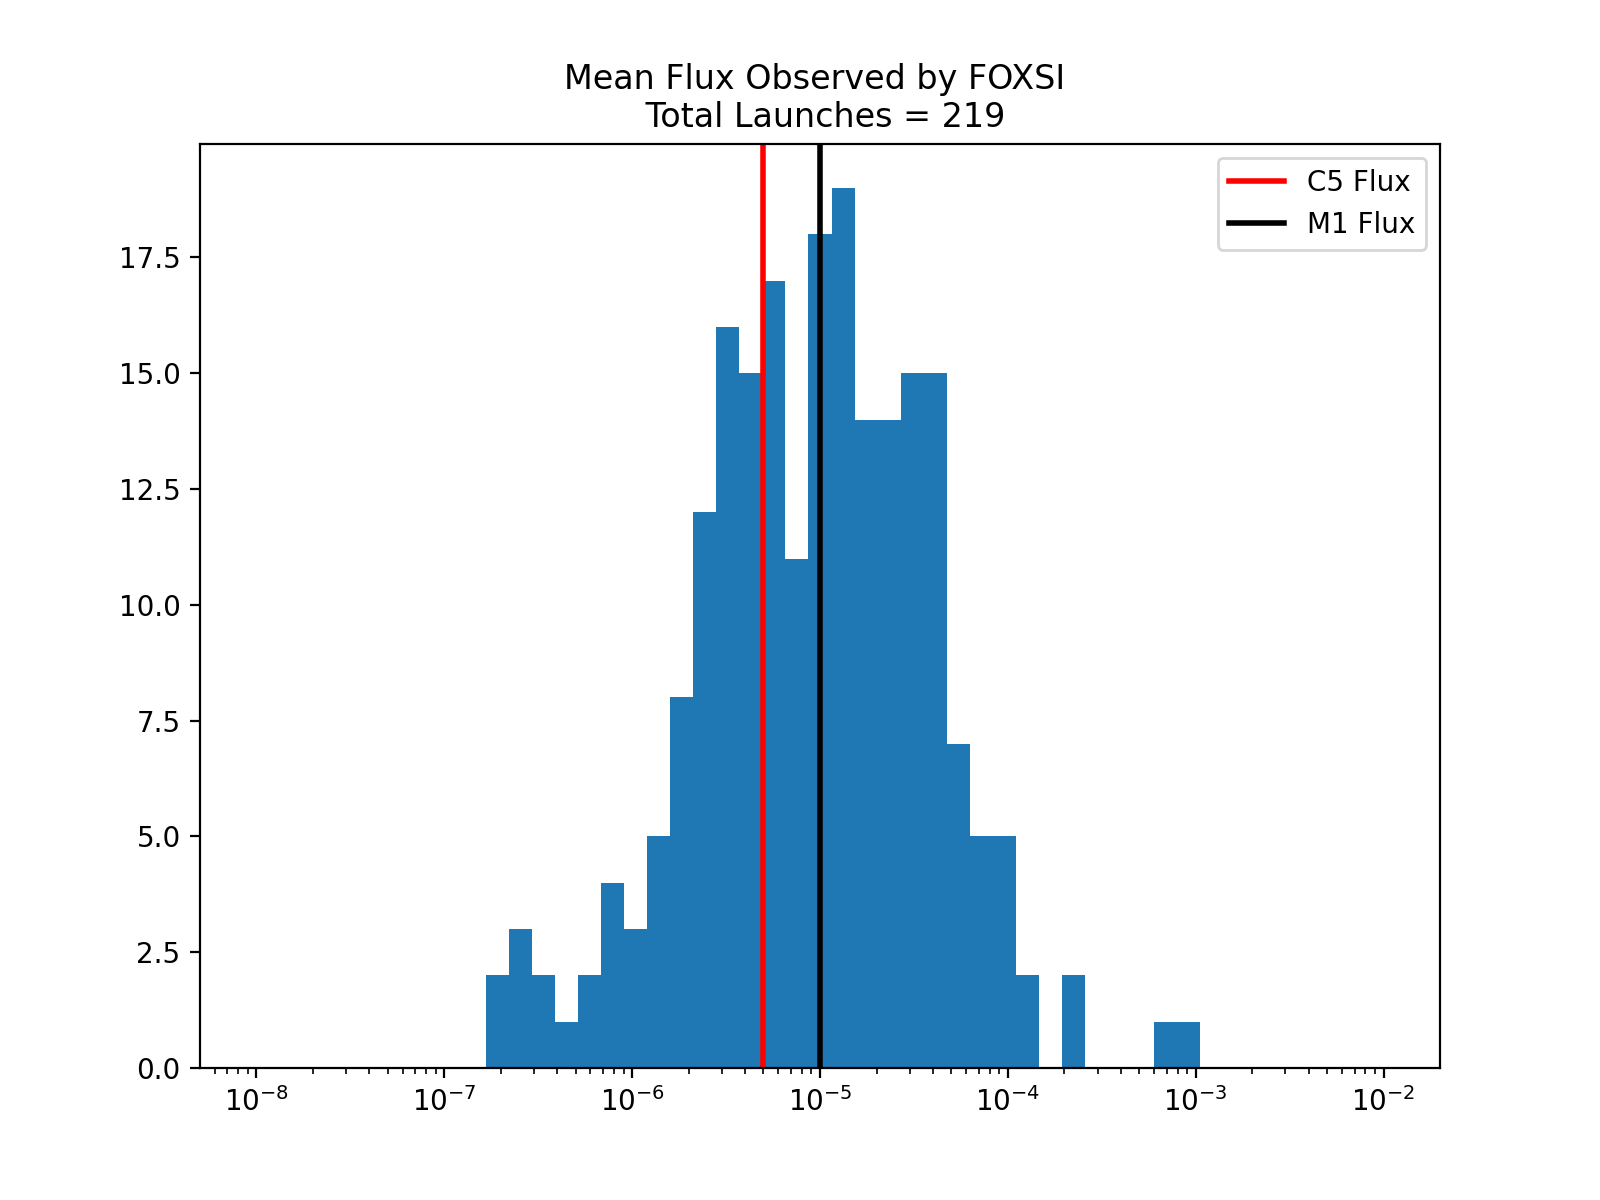 Mean Flux Observed by FOXSI
Total Launches = 219
C5 Flux
M1 Flux
17.5
15.0
12.5
10.0
7.5
5.0
2.5
0.0
10⁻⁸ 10⁻⁷ 10⁻⁶ 10⁻⁵ 10⁻⁴ 10⁻³ 10⁻²